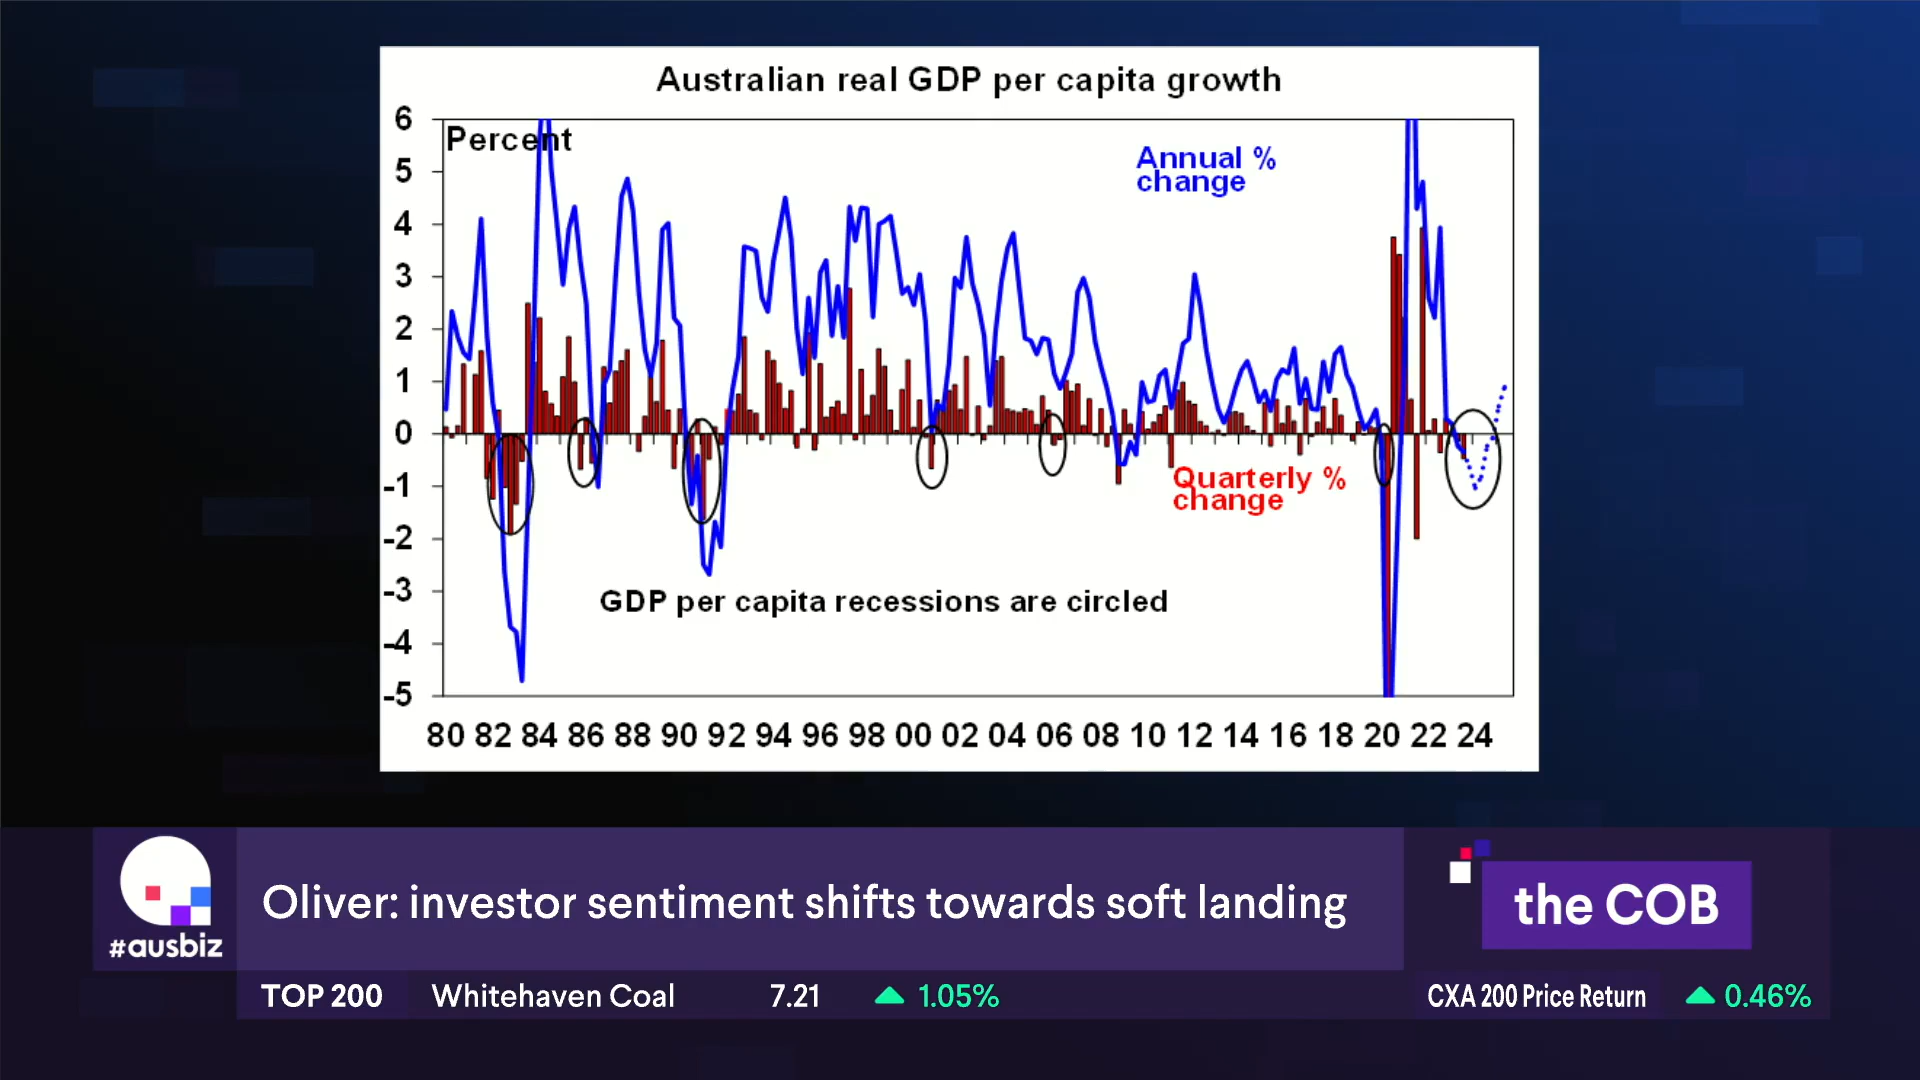 Australian real GDP per capita growth
6
Percent
5
4
3
2
1
0
-1
-2
-3
-4
-5
Annual %
change
Quarterly %
change
GDP per capita recessions are circled
80 82 84 86 88 90 92 94 96 98 00 02 04 06 08 10 12 14 16 18 20 22 24
#ausbiz
Oliver: investor sentiment shifts towards soft landing
the COB
TOP 200 Whitehaven Coal 7.21 1.05%
CXA 200 Price Return 0.46%